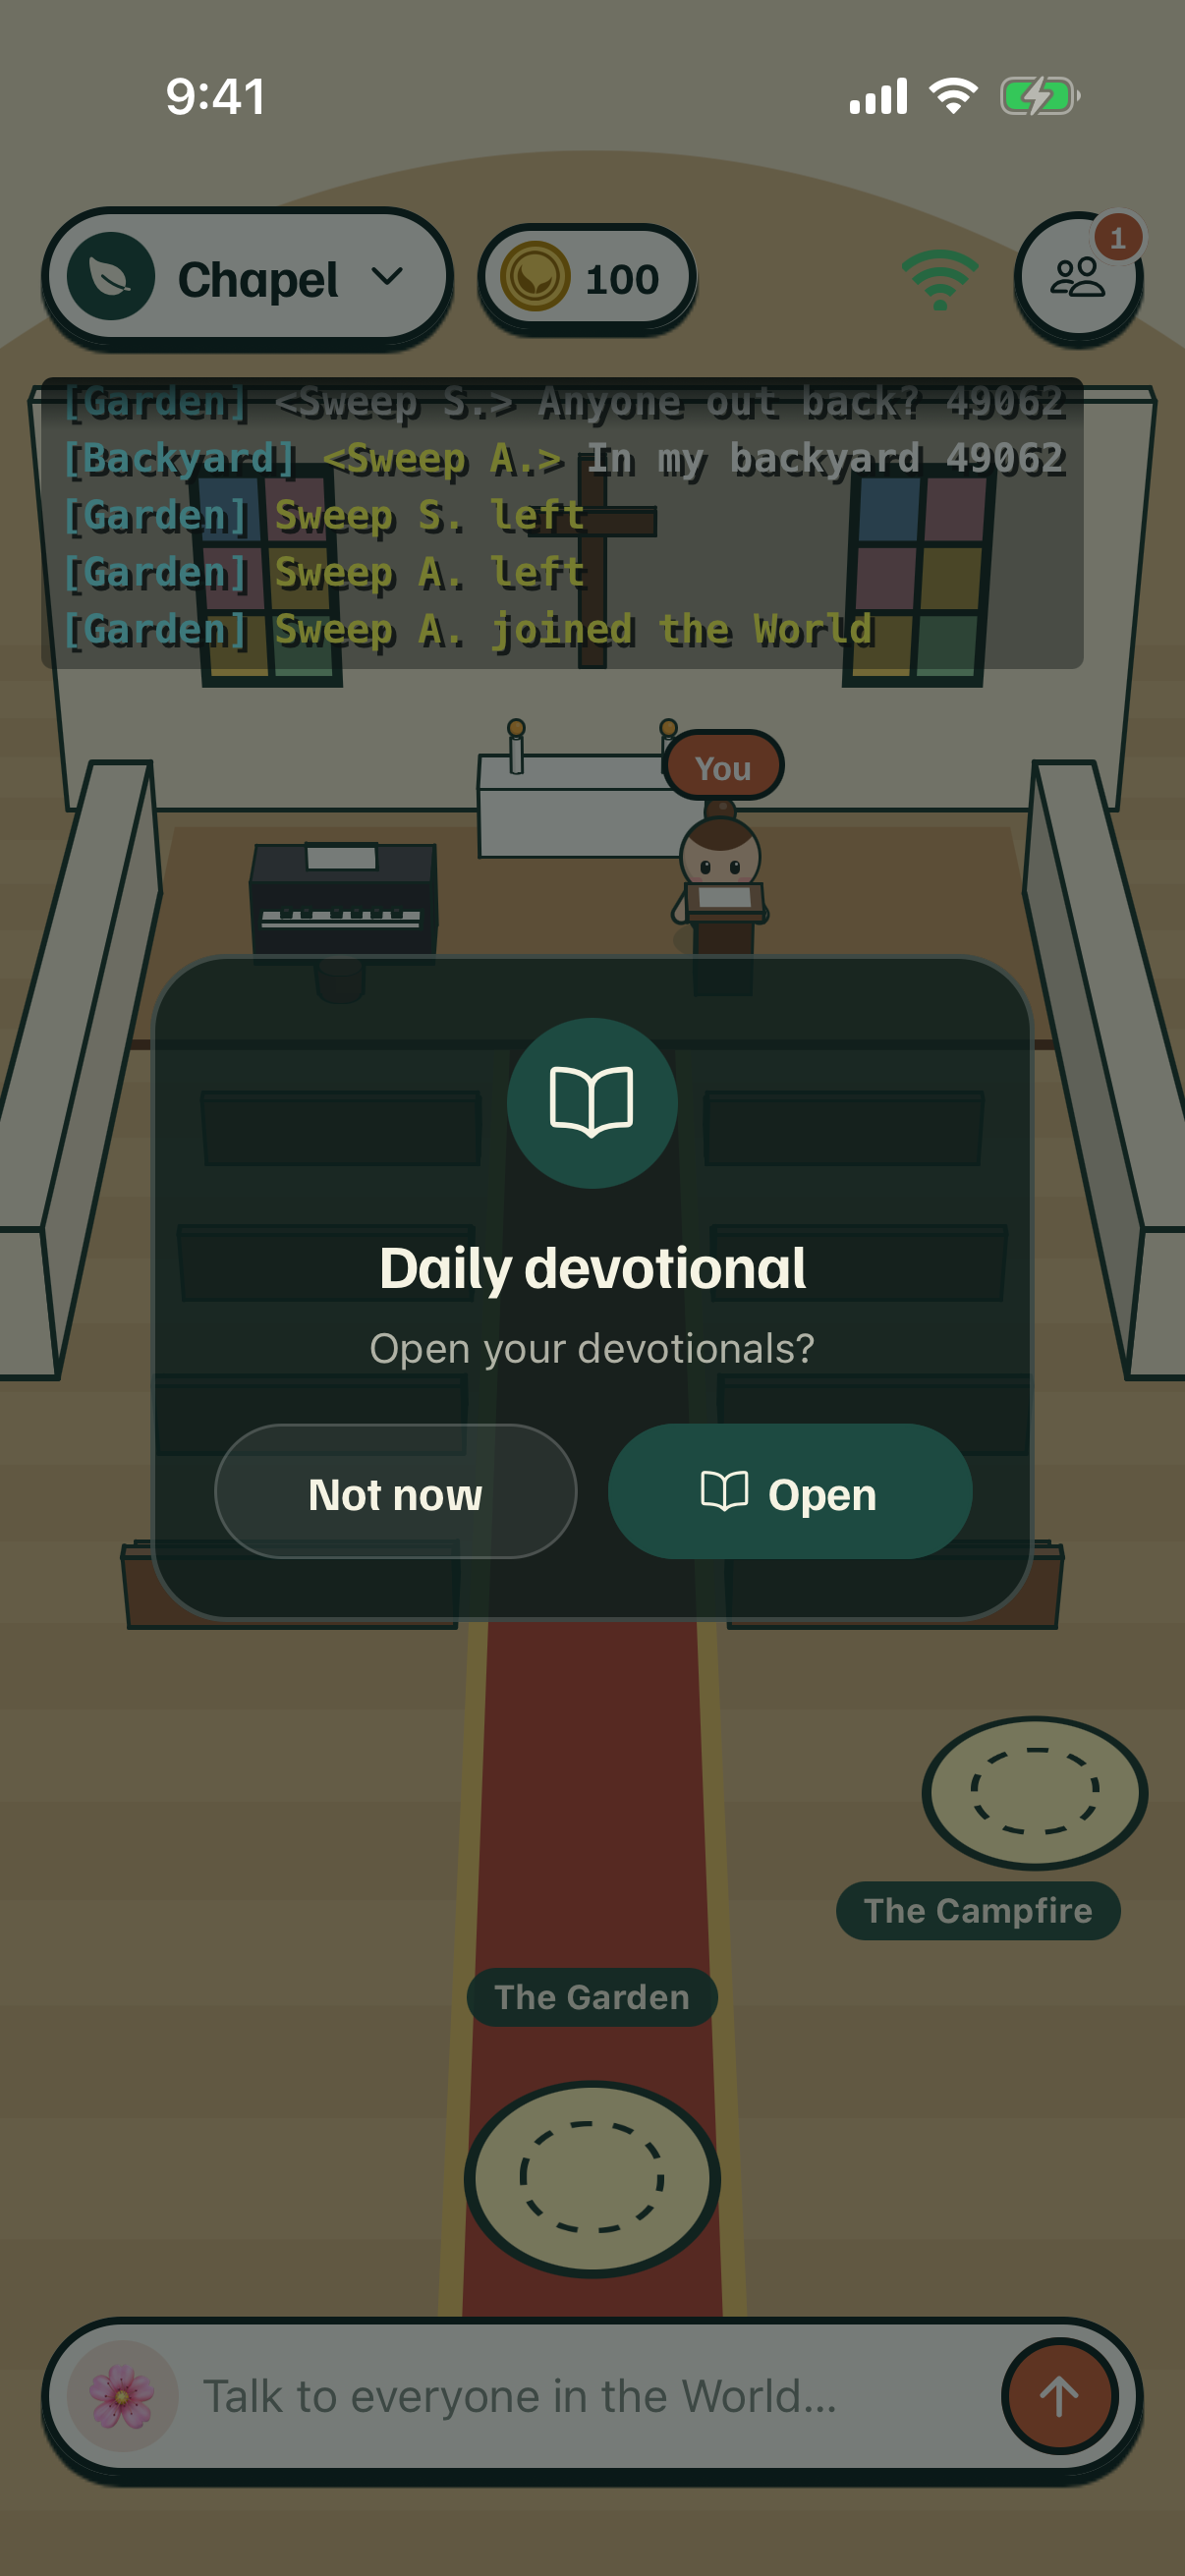 9:41
Chapel
100
1
[Garden] <Sweep S.> Anyone out back? 49062
[Backyard] <Sweep A.> In my backyard 49062
[Garden] Sweep S. left
[Garden] Sweep A. left
[Garden] Sweep A. joined the World
You
Daily devotional
Open your devotionals?
Not now
Open
The Campfire
The Garden
Talk to everyone in the World...